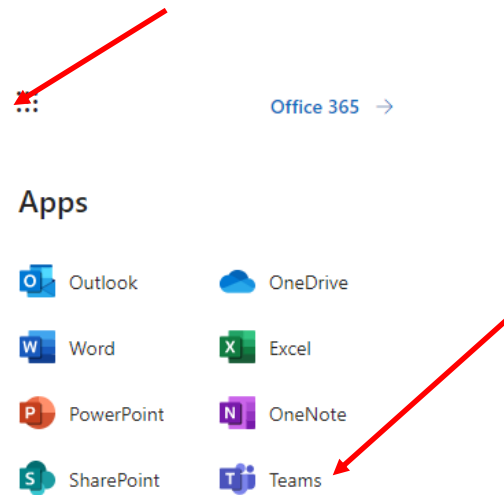 Office 365 →
Apps
Outlook OneDrive
Word Excel
PowerPoint OneNote
SharePoint Teams